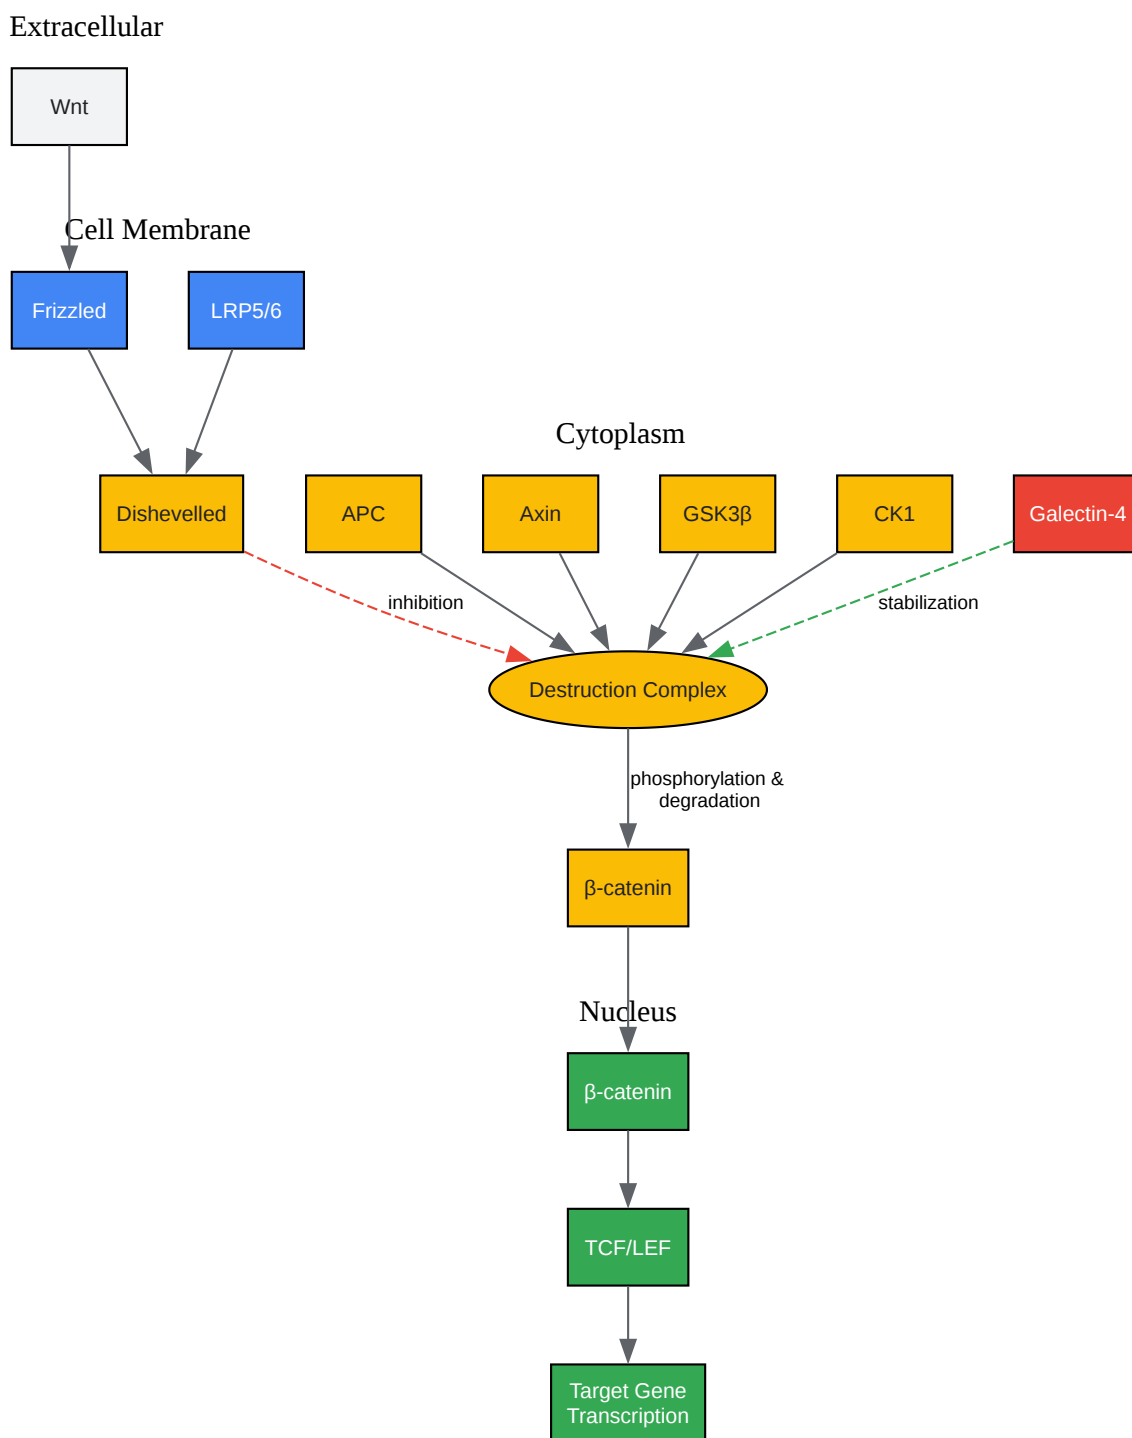 Extracellular
Wnt
Cell Membrane
Frizzled
LRP5/6
Cytoplasm
Dishevelled
APC
Axin
GSK3β
CK1
Galectin-4
inhibition
stabilization
Destruction Complex
phosphorylation &
degradation
β-catenin
Nucleus
β-catenin
TCF/LEF
Target Gene
Transcription